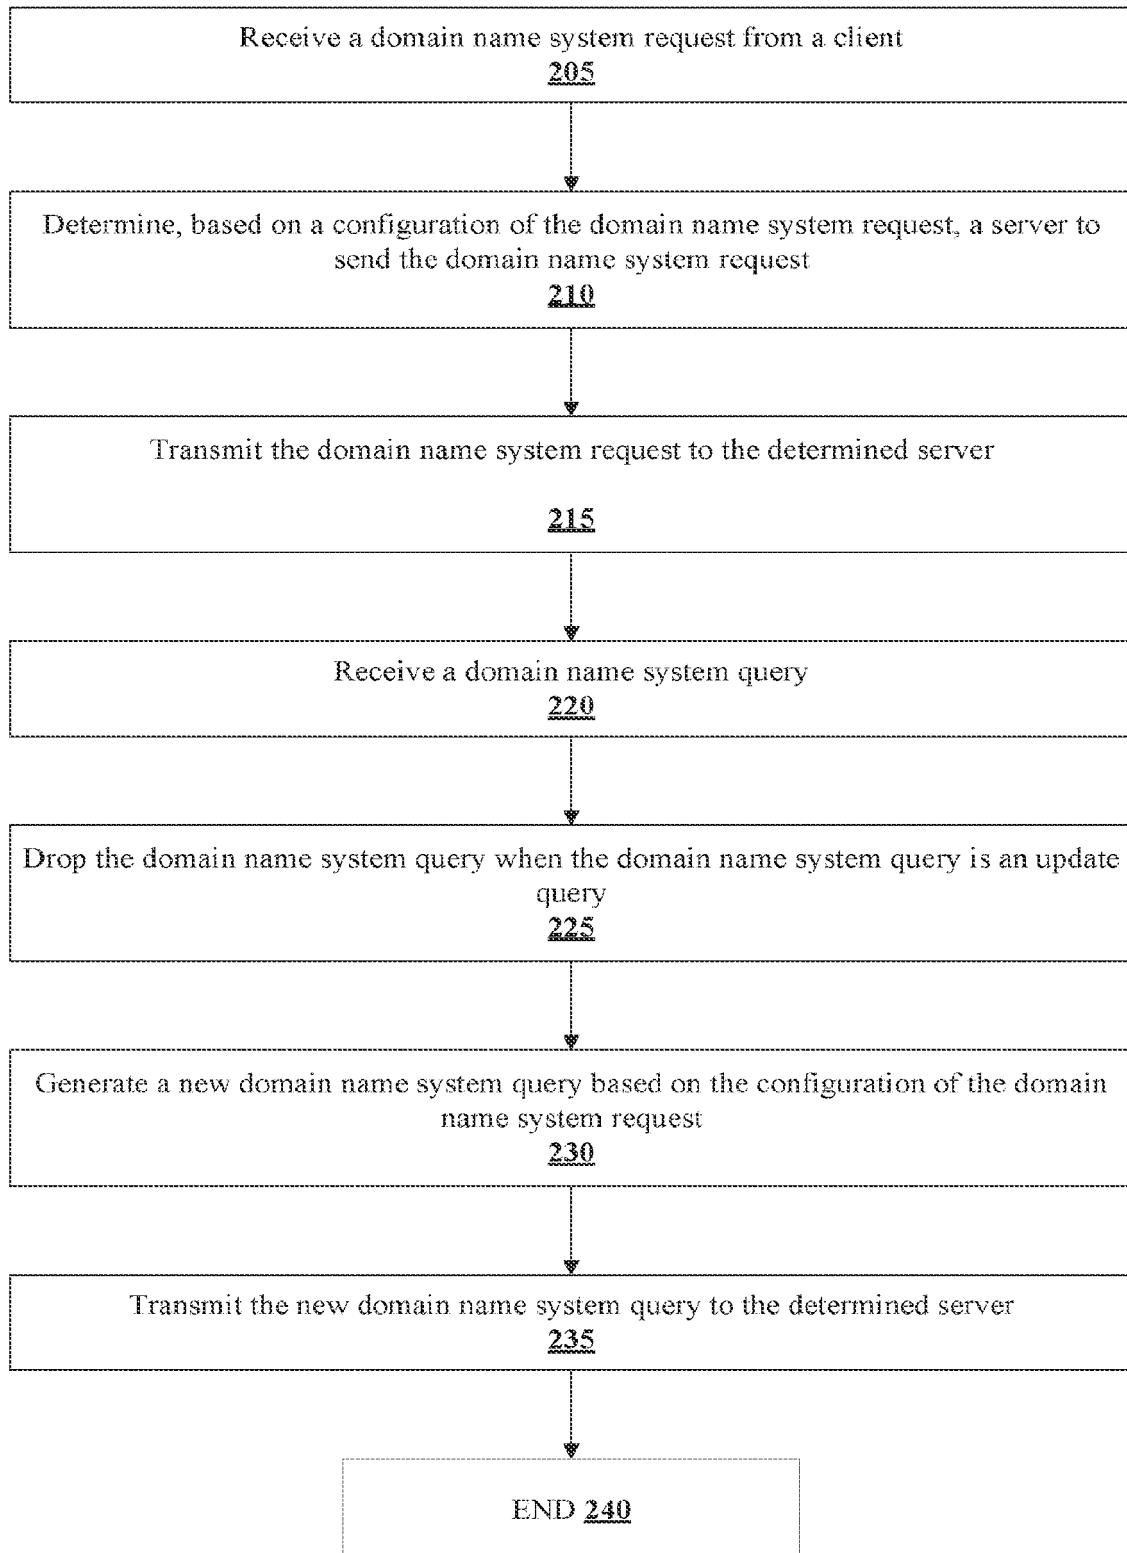 Receive a domain name system request from a client
205
Determine, based on a configuration of the domain name system request, a server to
send the domain name system request
210
Transmit the domain name system request to the determined server
215
Receive a domain name system query
220
Drop the domain name system query when the domain name system query is an update
query
225
Generate a new domain name system query based on the configuration of the domain
name system request
230
Transmit the new domain name system query to the determined server
235
END 240